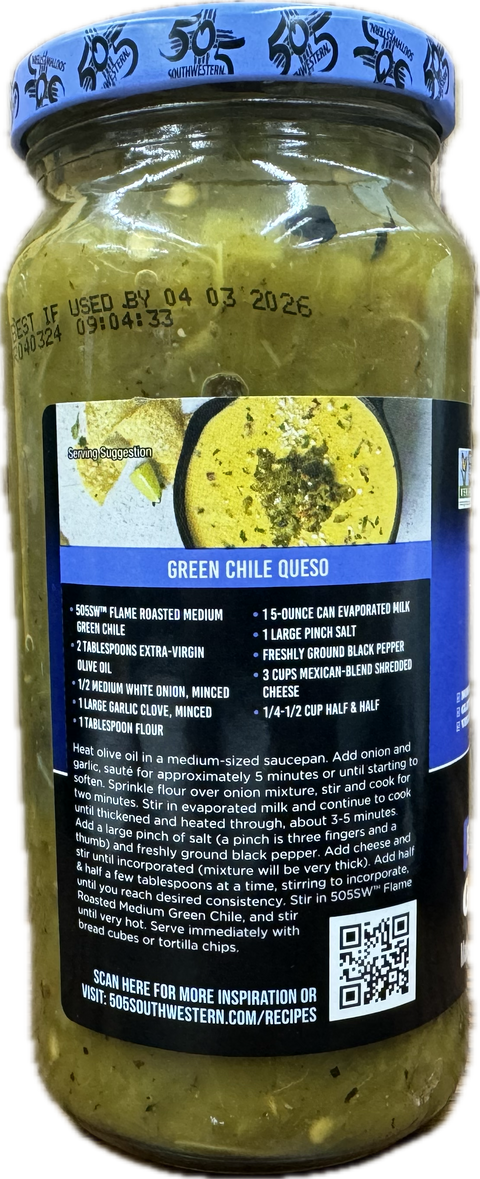 505
SOUTHWESTERN
BEST IF USED BY 04 03 2026
040324 09:04:33
Serving Suggestion
GREEN CHILE QUESO
• 505SW™ FLAME ROASTED MEDIUM
GREEN CHILE
• 2 TABLESPOONS EXTRA-VIRGIN
OLIVE OIL
• 1/2 MEDIUM WHITE ONION, MINCED
• 1 LARGE GARLIC CLOVE, MINCED
• 1 TABLESPOON FLOUR
• 1 5-OUNCE CAN EVAPORATED MILK
• 1 LARGE PINCH SALT
• FRESHLY GROUND BLACK PEPPER
• 3 CUPS MEXICAN-BLEND SHREDDED
CHEESE
• 1/4-1/2 CUP HALF & HALF
Heat olive oil in a medium-sized saucepan. Add onion and
garlic, sauté for approximately 5 minutes or until starting to
soften. Sprinkle flour over onion mixture, stir and cook for
two minutes. Stir in evaporated milk and continue to cook
until thickened and heated through, about 3-5 minutes.
Add a large pinch of salt (a pinch is three fingers and a
thumb) and freshly ground black pepper. Add cheese and
stir until incorporated (mixture will be very thick). Add half
& half a few tablespoons at a time, stirring to incorporate,
until you reach desired consistency. Stir in 505SW™ Flame
Roasted Medium Green Chile, and stir
until very hot. Serve immediately with
bread cubes or tortilla chips.
SCAN HERE FOR MORE INSPIRATION OR
VISIT: 505SOUTHWESTERN.COM/RECIPES